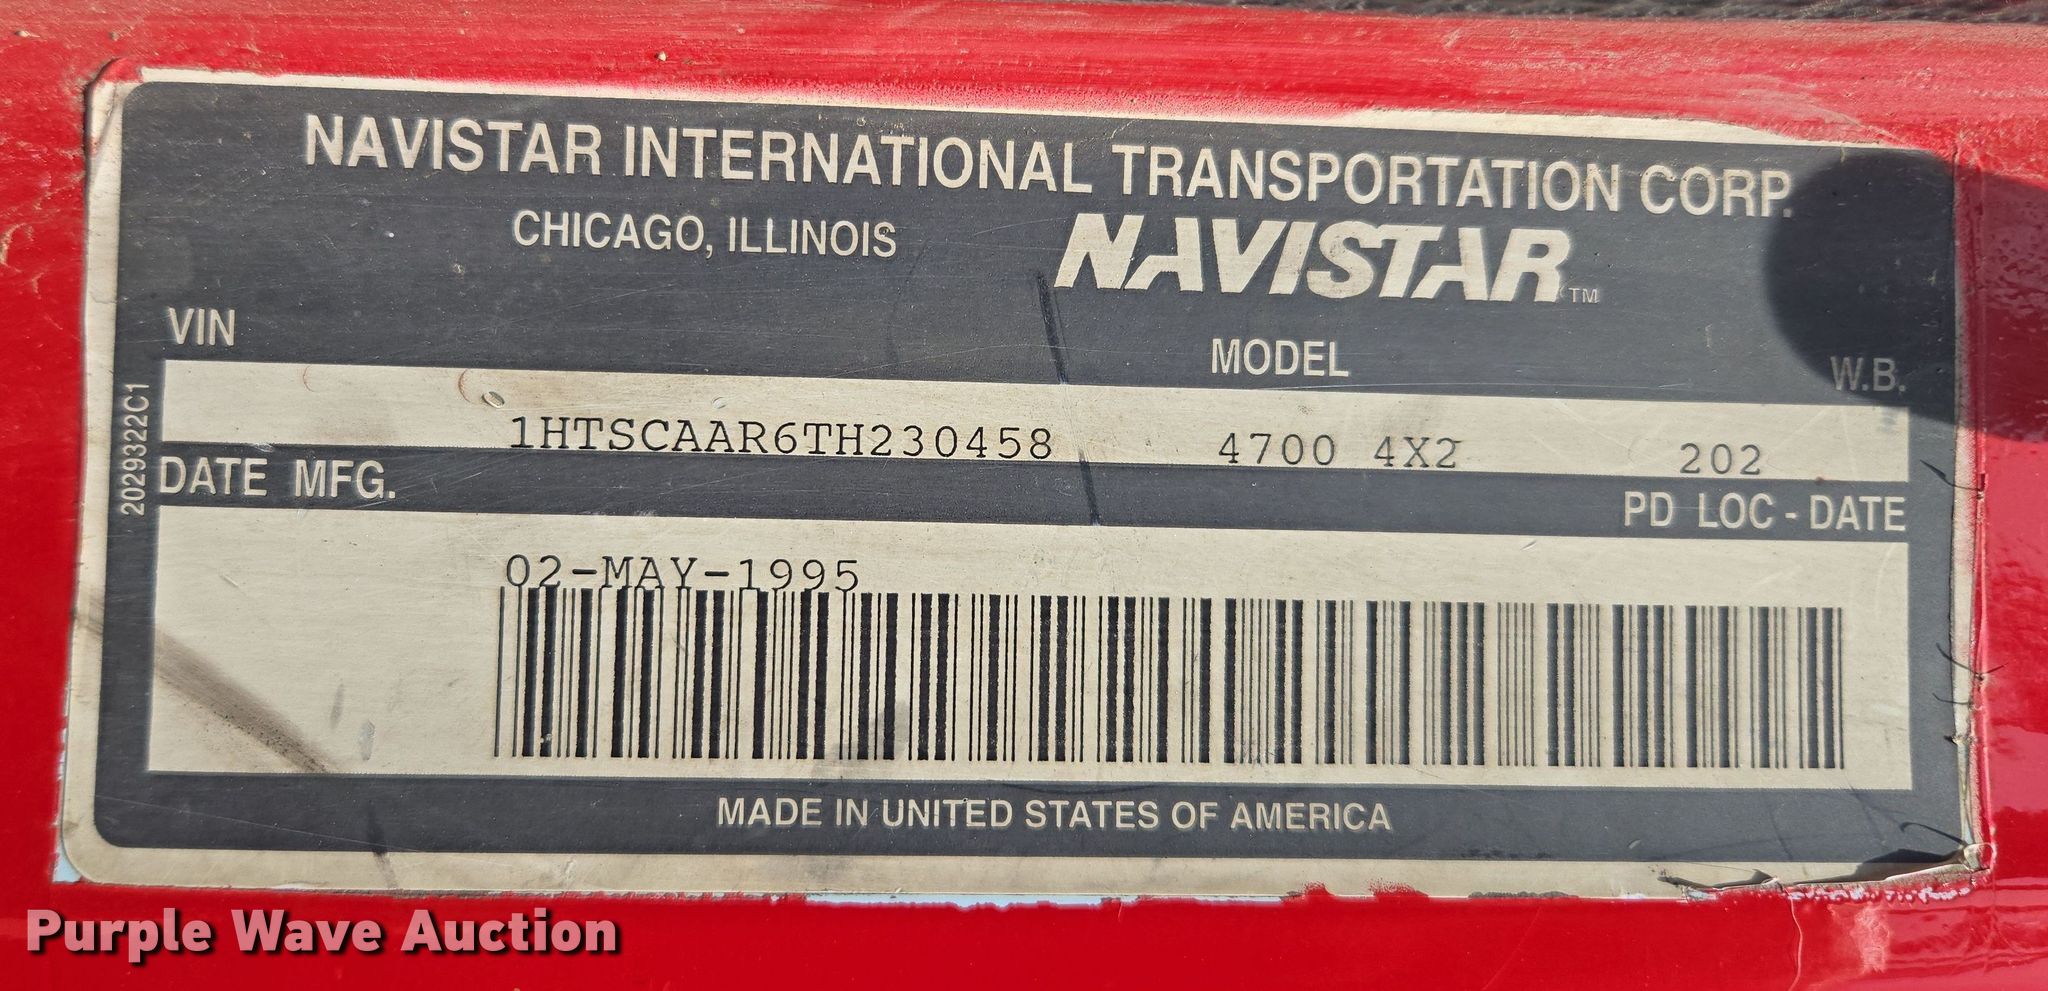 NAVISTAR INTERNATIONAL TRANSPORTATION CORP.
CHICAGO, ILLINOIS NAVISTAR™
VIN MODEL W.B.
1HTSCAAR6TH230458 4700 4X2 202
2029322C1
DATE MFG. PD LOC - DATE
02-MAY-1995
MADE IN UNITED STATES OF AMERICA
Purple Wave Auction